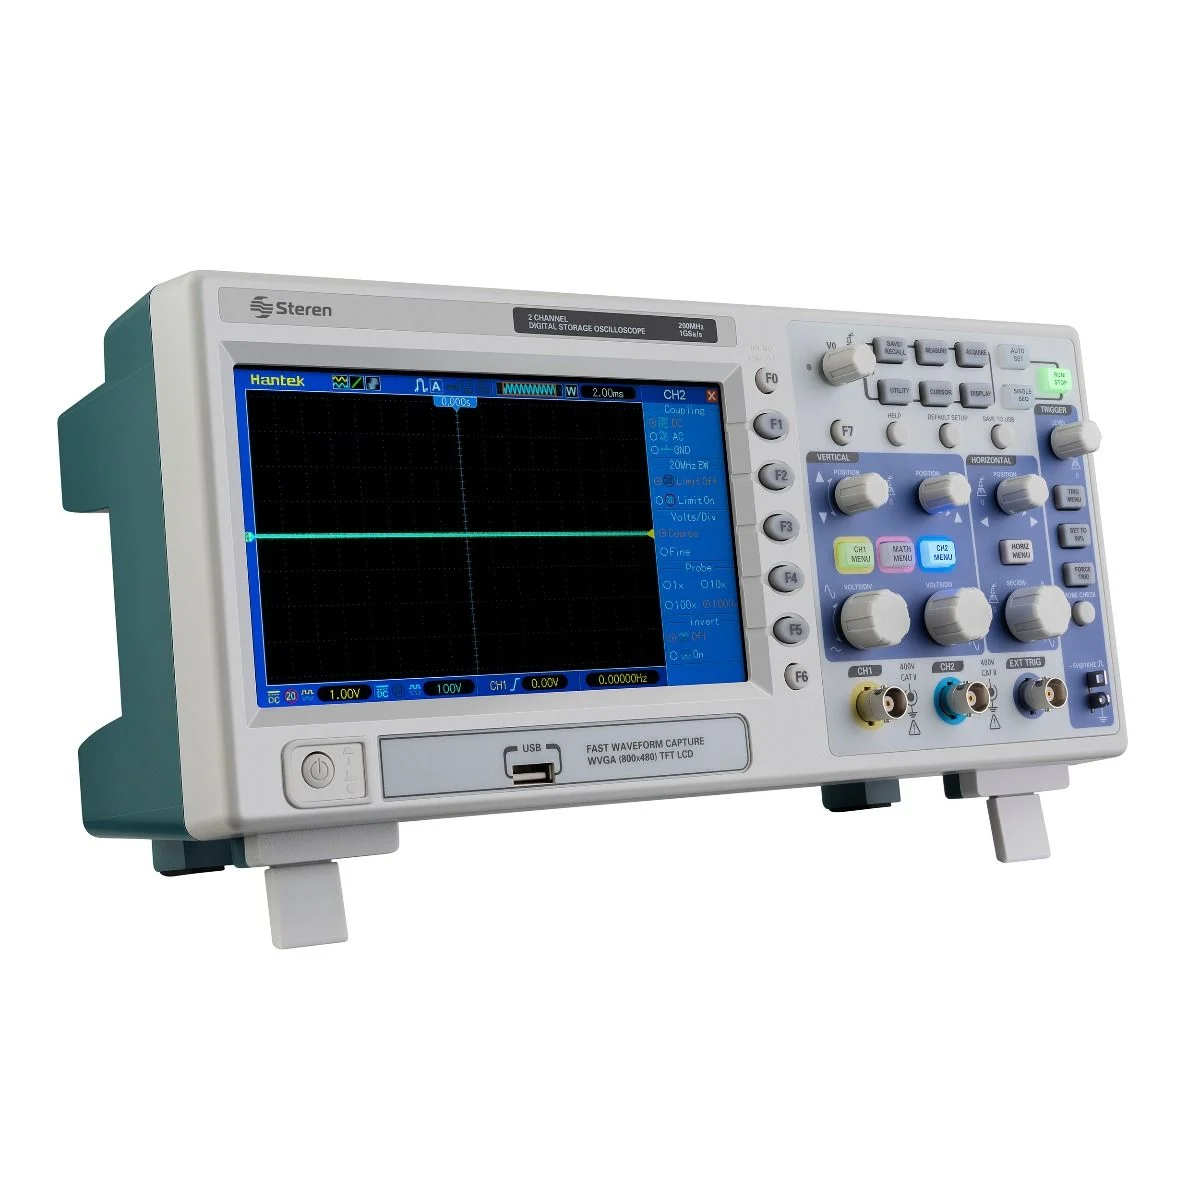 Steren
2 CHANNEL
DIGITAL STORAGE OSCILLOSCOPE
200MHz
1GSa/s
Hantek
A
W
2.00ms
CH2
0.000s
Coupling
DC
AC
GND
20MHz BW
Limit Off
Limit On
Volts/Div
Coarse
Fine
Probe
1x
10x
100x
1000x
invert
Off
On
DC
20
1.00V
DC
100V
CH1
0.00V
0.00000Hz
F0
F1
F2
F3
F4
F5
F6
V0
SAVE/
RECALL
MEASURE
ACQUIRE
AUTO
SET
RUN
STOP
UTILITY
CURSOR
DISPLAY
SINGLE
SEQ
F7
HELP
DEFAULT SETUP
SAVE TO USB
TRIGGER
LEVEL
TRIG
MENU
SET TO
50%
FORCE
TRIG
PROBE CHECK
VERTICAL
POSITION
POSITION
CH1
MENU
MATH
MENU
CH2
MENU
VOLTS/DIV
VOLTS/DIV
HORIZONTAL
POSITION
HORIZ
MENU
SEC/DIV
CH1
400V
CAT II
CH2
400V
CAT II
EXT TRIG
~5V@1KHz
USB
FAST WAVEFORM CAPTURE
WVGA (800x480) TFT LCD